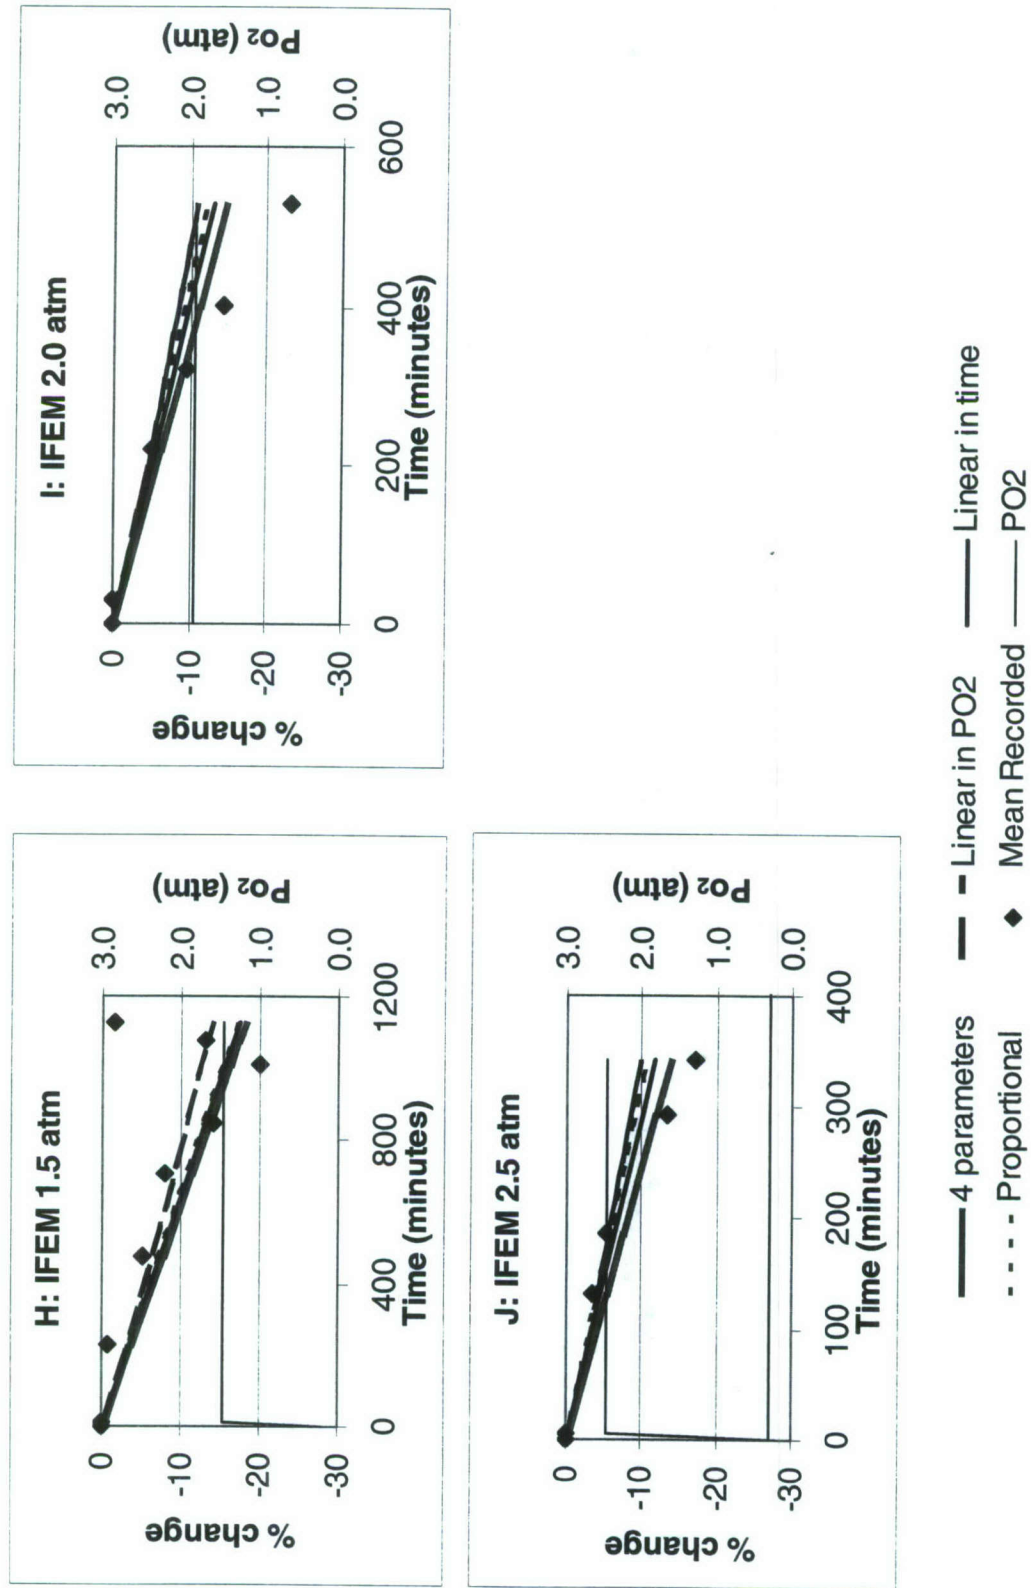 H: IFEM 1.5 atm
% change
0
-10
-20
-30
3.0
2.0
1.0
0.0
Po2 (atm)
0 400 800 1200
Time (minutes)
I: IFEM 2.0 atm
% change
0
-10
-20
-30
3.0
2.0
1.0
0.0
Po2 (atm)
0 200 400 600
Time (minutes)
J: IFEM 2.5 atm
% change
0
-10
-20
-30
3.0
2.0
1.0
0.0
Po2 (atm)
0 100 200 300 400
Time (minutes)
4 parameters Linear in PO2 Linear in time
Proportional Mean Recorded PO2